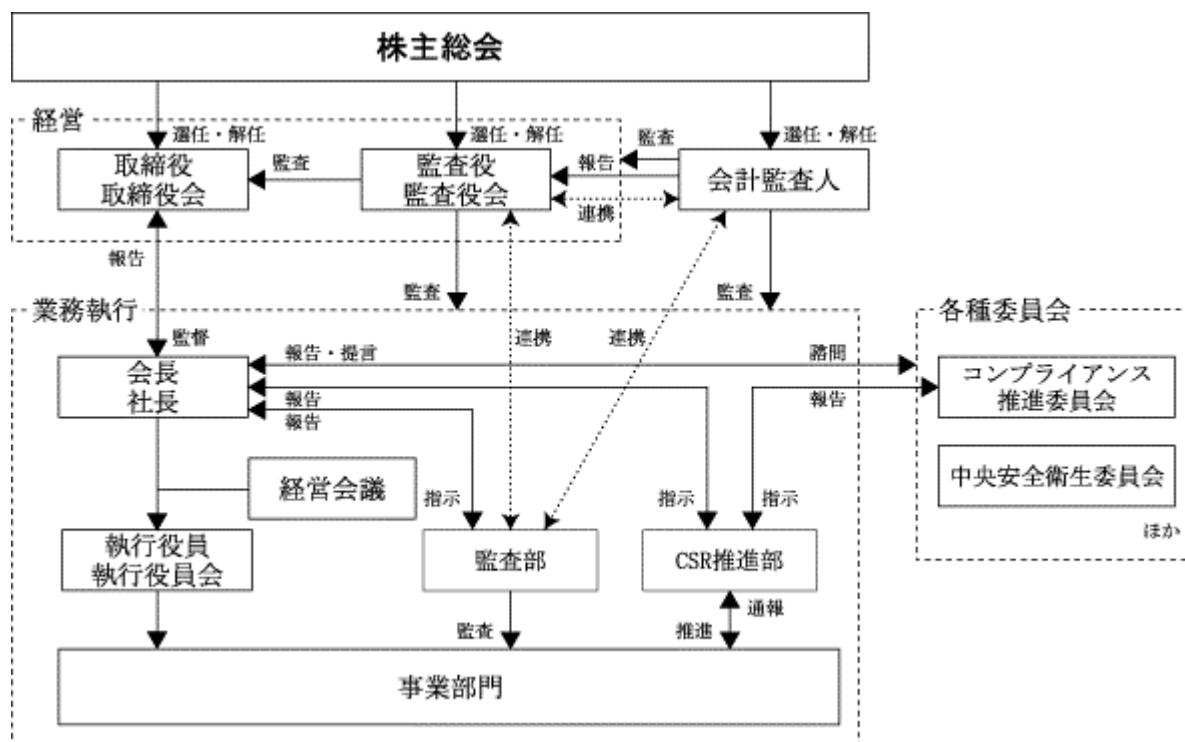 株主総会
経営
選任・解任
選任・解任
監査
選任・解任
取締役
取締役会
監査
監査役
監査役会
報告
会計監査人
連携
報告
監査
監査
業務執行
各種委員会
監督
連携
連携
会長
社長
報告・提言
諮問
コンプライアンス
推進委員会
報告
報告
報告
経営会議
中央安全衛生委員会
指示
指示
指示
ほか
執行役員
執行役員会
監査部
CSR推進部
通報
監査
推進
事業部門